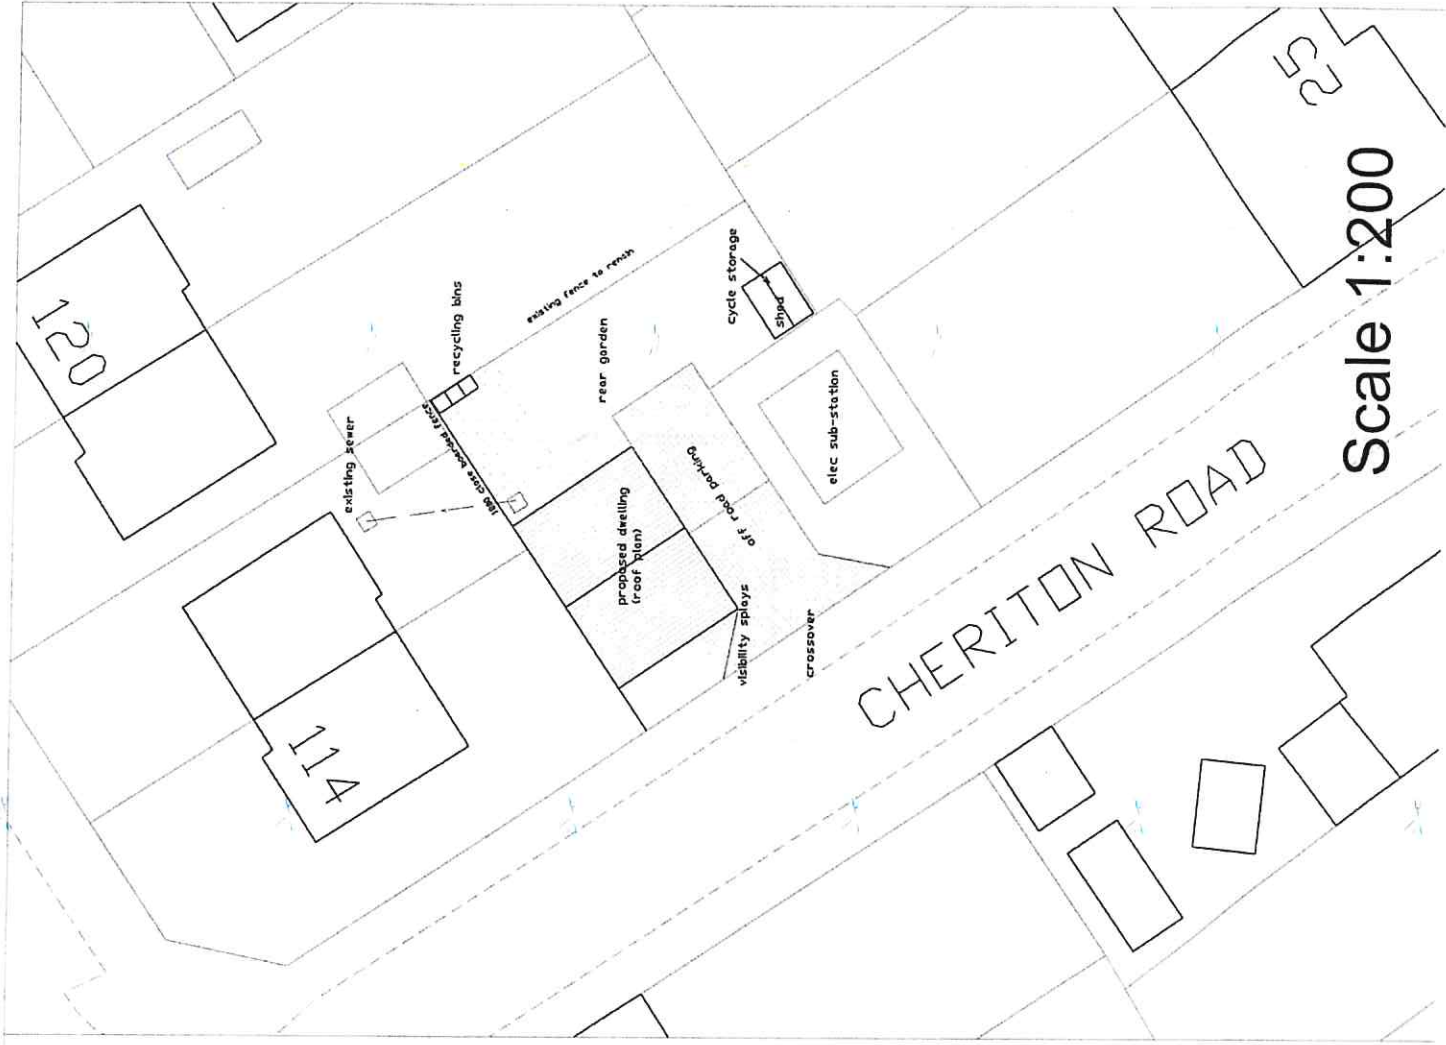 120
114
25
existing sewer
1800 close boarded fence
recycling bins
existing fence to remain
rear garden
cycle storage
shed
elec sub-station
off road parking
proposed dwelling
(roof plan)
visibility splays
crossover
CHERITON ROAD
Scale 1:200